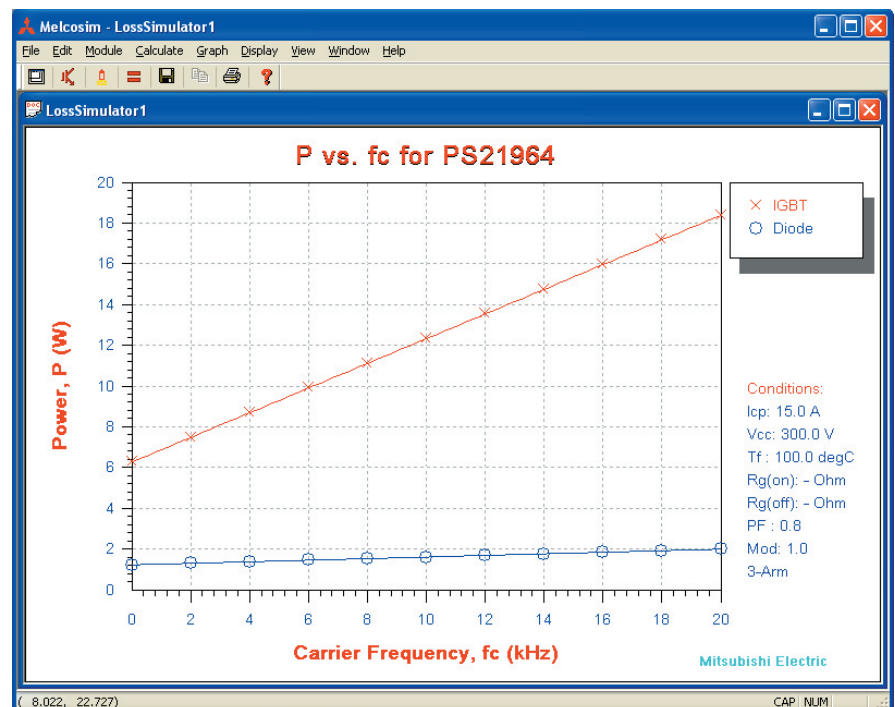 Melcosim - LossSimulator1
File Edit Module Calculate Graph Display View Window Help
LossSimulator1
P vs. fc for PS21964
20
18
16
14
12
10
8
6
4
2
0
Power, P (W)
0 2 4 6 8 10 12 14 16 18 20
Carrier Frequency, fc (kHz)
IGBT
Diode
Conditions:
Icp: 15.0 A
Vcc: 300.0 V
Tf : 100.0 degC
Rg(on): - Ohm
Rg(off): - Ohm
PF : 0.8
Mod: 1.0
3-Arm
Mitsubishi Electric
( 8.022, 22.727) CAP NUM